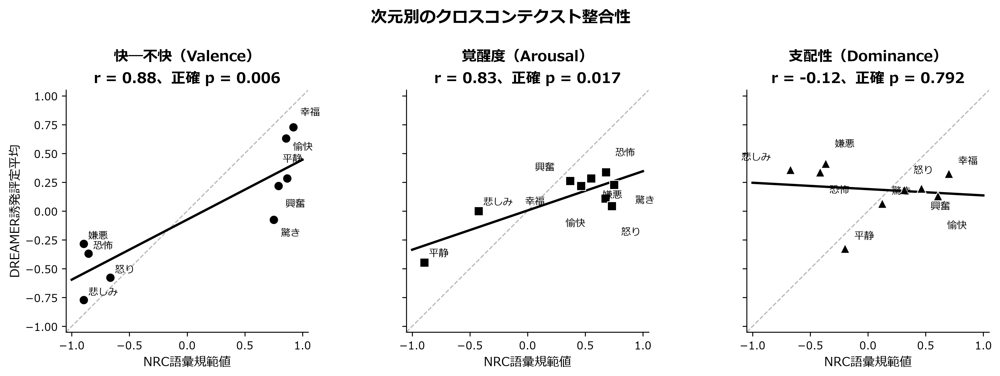 次元別のクロスコンテクスト整合性
快—不快（Valence）
r = 0.88、正確 p = 0.006
DREAMER誘発評定平均
1.00
0.75
0.50
0.25
0.00
−0.25
−0.50
−0.75
−1.00
幸福
愉快
平静
興奮
驚き
嫌悪
恐怖
怒り
悲しみ
−1.0
−0.5
0.0
0.5
1.0
NRC語彙規範値
覚醒度（Arousal）
r = 0.83、正確 p = 0.017
恐怖
興奮
嫌悪
驚き
悲しみ
幸福
愉快
怒り
平静
−1.0
−0.5
0.0
0.5
1.0
NRC語彙規範値
支配性（Dominance）
r = -0.12、正確 p = 0.792
嫌悪
悲しみ
幸福
怒り
恐怖
驚き
興奮
愉快
平静
−1.0
−0.5
0.0
0.5
1.0
NRC語彙規範値